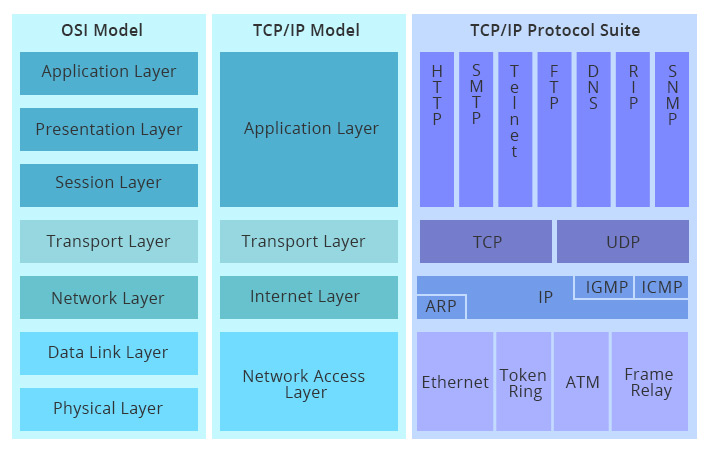 OSI Model
Application Layer
Presentation Layer
Session Layer
Transport Layer
Network Layer
Data Link Layer
Physical Layer
TCP/IP Model
Application Layer
Transport Layer
Internet Layer
Network Access
Layer
TCP/IP Protocol Suite
HTTP
SMTP
Telnet
FTP
DNS
RIP
SNMP
TCP
UDP
ARP
IP
IGMP
ICMP
Ethernet
Token
Ring
ATM
Frame
Relay